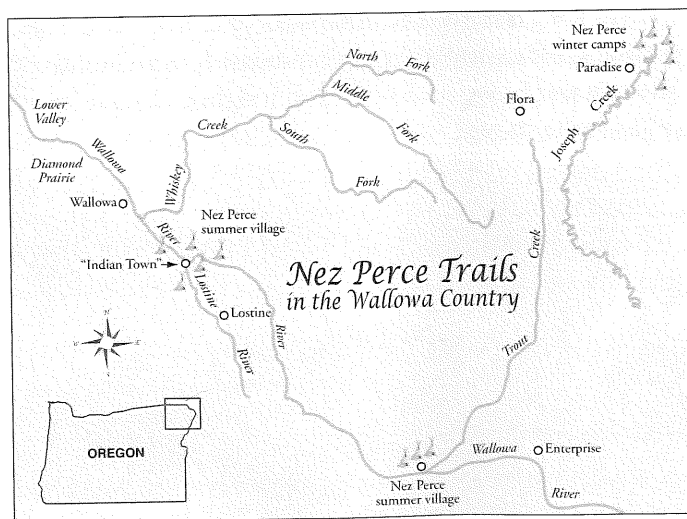 Nez Perce
winter camps
Paradise
North Fork
Middle Fork
Flora
Joseph Creek
Lower
Valley
Creek
South Fork
Diamond
Prairie
Wallowa River
Whiskey
Wallowa
Nez Perce
summer village
"Indian Town"
Nez Perce Trails
in the Wallowa Country
Creek
Lostine River
Lostine
River
Trout
N
W
E
S
OREGON
Wallowa River
Enterprise
Nez Perce
summer village